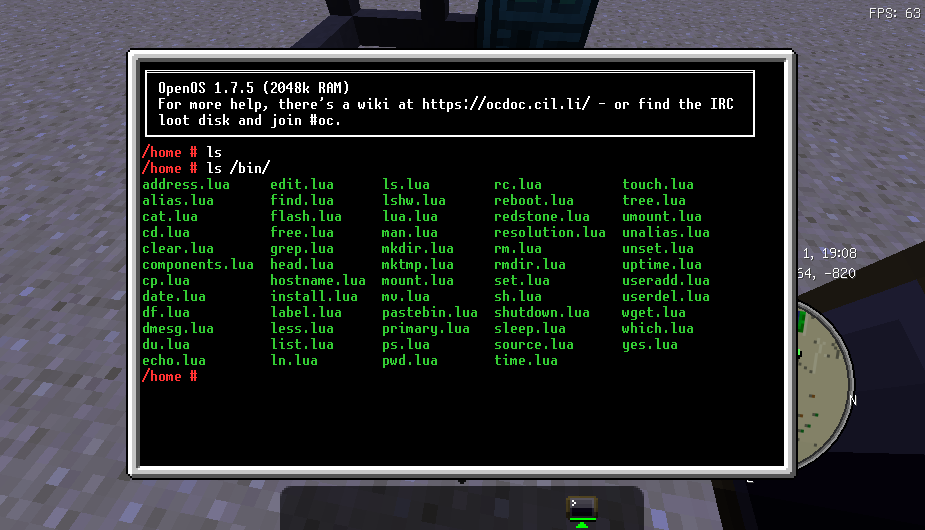 FPS: 63
OpenOS 1.7.5 (2048k RAM)
For more help, there's a wiki at https://ocdoc.cil.li/ - or find the IRC
loot disk and join #oc.
/home # ls
/home # ls /bin/
address.lua edit.lua ls.lua rc.lua touch.lua
alias.lua find.lua lshw.lua reboot.lua tree.lua
cat.lua flash.lua lua.lua redstone.lua umount.lua
cd.lua free.lua man.lua resolution.lua unalias.lua
clear.lua grep.lua mkdir.lua rm.lua unset.lua
components.lua head.lua mktmp.lua rmdir.lua uptime.lua
cp.lua hostname.lua mount.lua set.lua useradd.lua
date.lua install.lua mv.lua sh.lua userdel.lua
df.lua label.lua pastebin.lua shutdown.lua wget.lua
dmesg.lua less.lua primary.lua sleep.lua which.lua
du.lua list.lua ps.lua source.lua yes.lua
echo.lua ln.lua pwd.lua time.lua
/home #
1, 19:08
64, -820
N